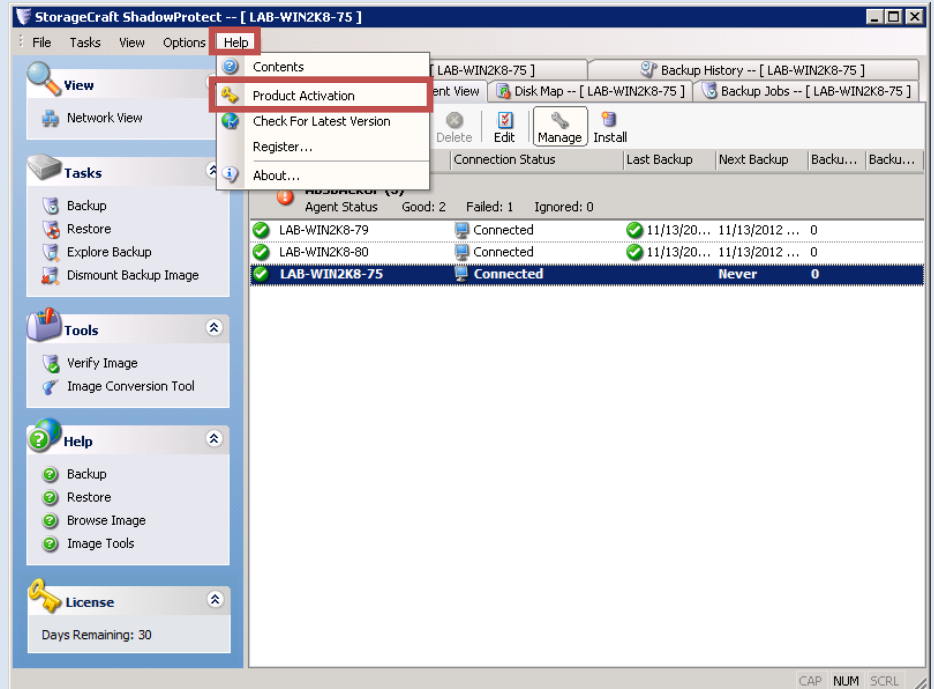 StorageCraft ShadowProtect -- [ LAB-WIN2K8-75 ]
File Tasks View Options Help
Contents
Product Activation
Check For Latest Version
Register...
About...
[ LAB-WIN2K8-75 ] Backup History -- [ LAB-WIN2K8-75 ]
View Disk Map -- [ LAB-WIN2K8-75 ] Backup Jobs -- [ LAB-WIN2K8-75 ]
Delete Edit Manage Install
Connection Status Last Backup Next Backup Backu... Backu...
Agent Status Good: 2 Failed: 1 Ignored: 0
LAB-WIN2K8-79 Connected 11/13/20... 11/13/2012 ... 0
LAB-WIN2K8-80 Connected 11/13/20... 11/13/2012 ... 0
LAB-WIN2K8-75 Connected Never 0
View
Network View
Tasks
Backup
Restore
Explore Backup
Dismount Backup Image
Tools
Verify Image
Image Conversion Tool
Help
Backup
Restore
Browse Image
Image Tools
License
Days Remaining: 30
CAP NUM SCRL